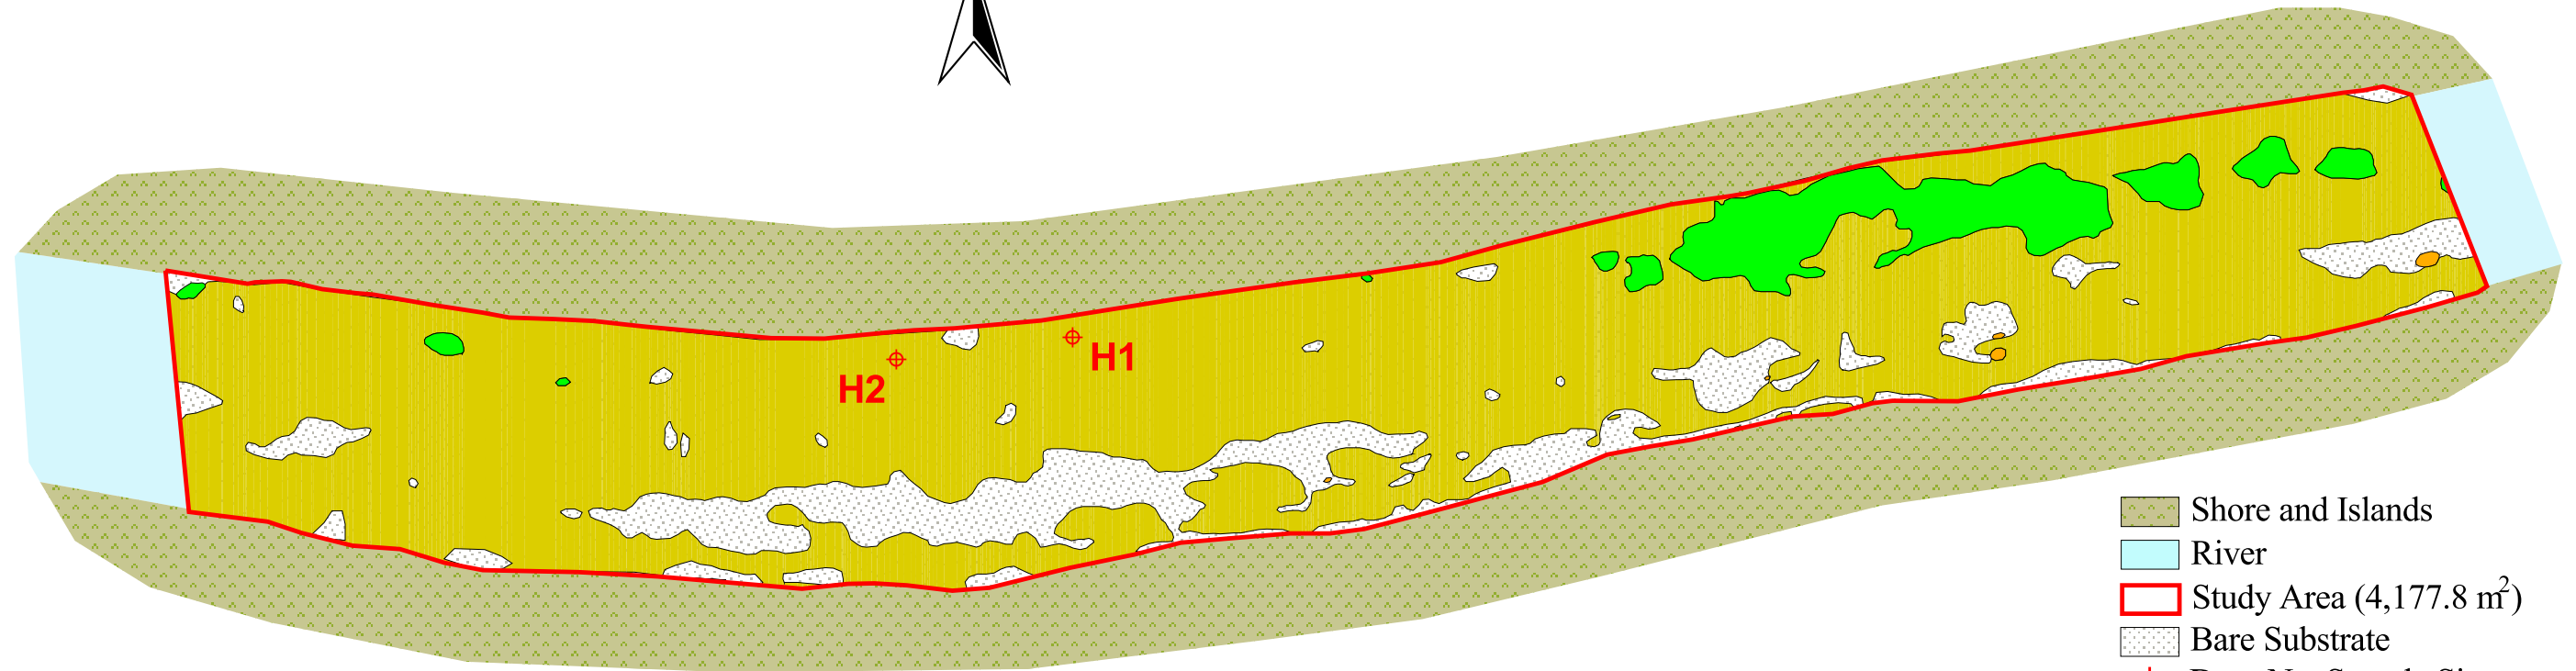 H1
H2
Shore and Islands
River
Study Area (4,177.8 m²)
Bare Substrate